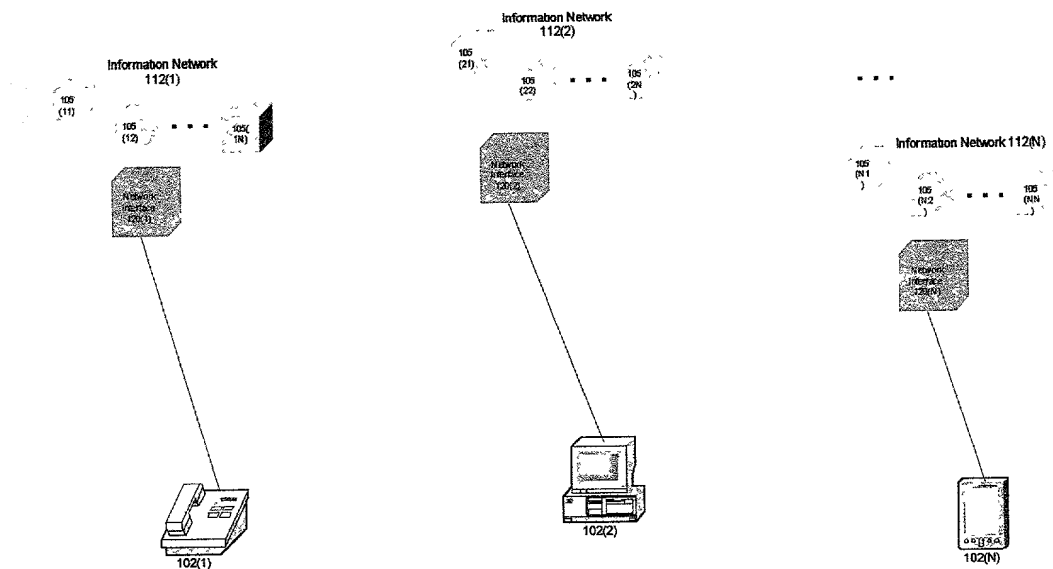 Information Network
112(1)
105
(11)
105
(12)
105(
1N)
Network
Interface
120(1)
102(1)
Information Network
112(2)
105
(21)
105
(22)
105
(2N
)
Network
Interface
120(2)
102(2)
Information Network 112(N)
105
(N1
)
105
(N2
)
105
(NN
)
Network
Interface
120(N)
102(N)